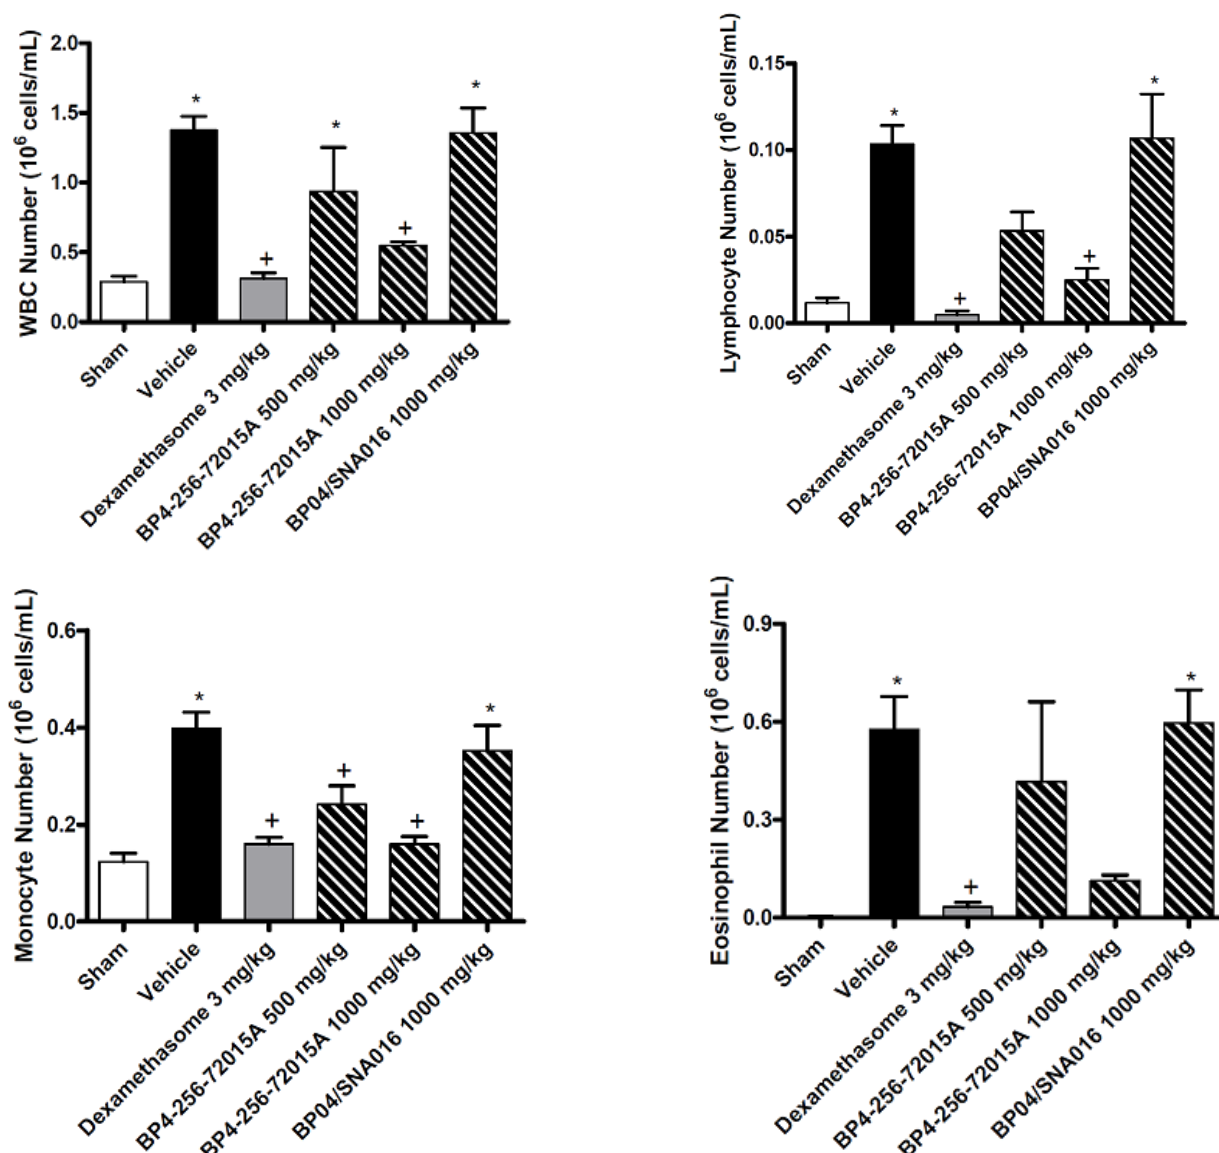 WBC Number (10⁶ cells/mL)
2.0
1.5
1.0
0.5
0.0
*
+
*
+
*
Sham
Vehicle
Dexamethasome 3 mg/kg
BP4-256-72015A 500 mg/kg
BP4-256-72015A 1000 mg/kg
BP04/SNA016 1000 mg/kg
Lymphocyte Number (10⁶ cells/mL)
0.15
0.10
0.05
0.00
*
+
+
*
Sham
Vehicle
Dexamethasome 3 mg/kg
BP4-256-72015A 500 mg/kg
BP4-256-72015A 1000 mg/kg
BP04/SNA016 1000 mg/kg
Monocyte Number (10⁶ cells/mL)
0.6
0.4
0.2
0.0
*
+
+
+
*
Sham
Vehicle
Dexamethasome 3 mg/kg
BP4-256-72015A 500 mg/kg
BP4-256-72015A 1000 mg/kg
BP04/SNA016 1000 mg/kg
Eosinophil Number (10⁶ cells/mL)
0.9
0.6
0.3
0.0
*
+
*
Sham
Vehicle
Dexamethasome 3 mg/kg
BP4-256-72015A 500 mg/kg
BP4-256-72015A 1000 mg/kg
BP04/SNA016 1000 mg/kg